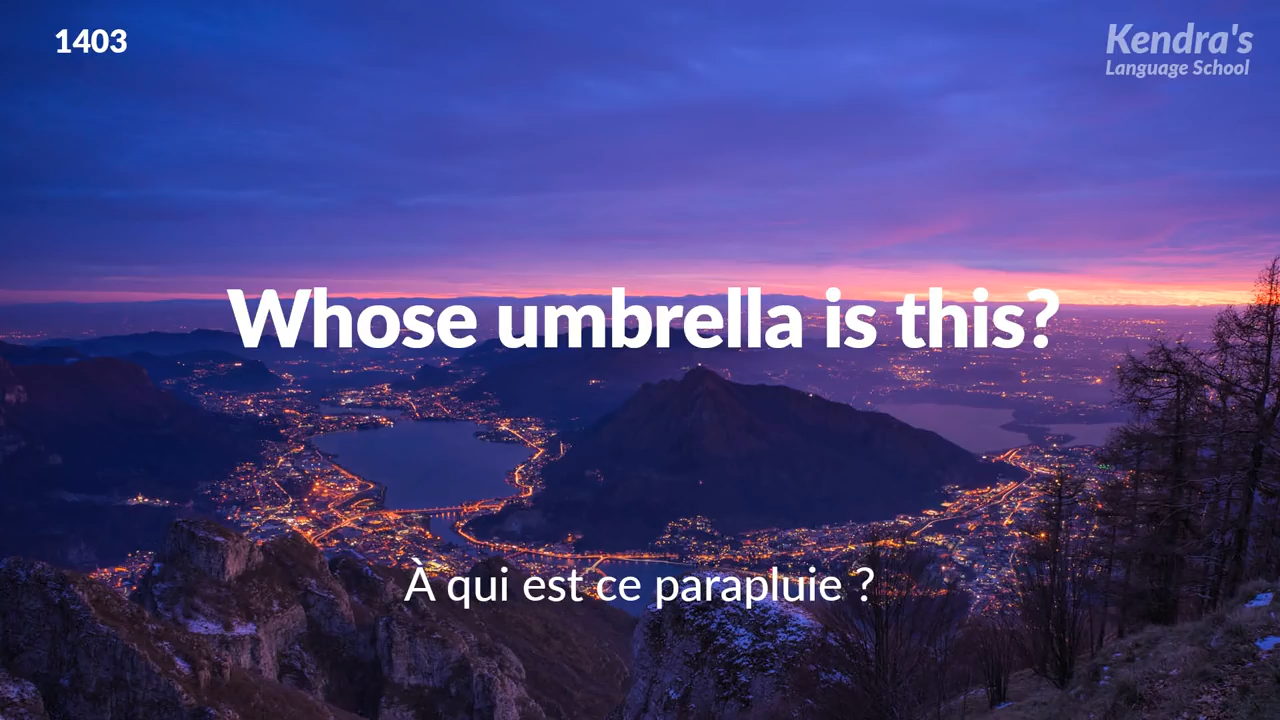 1403
Kendra's
Language School
Whose umbrella is this?
À qui est ce parapluie ?